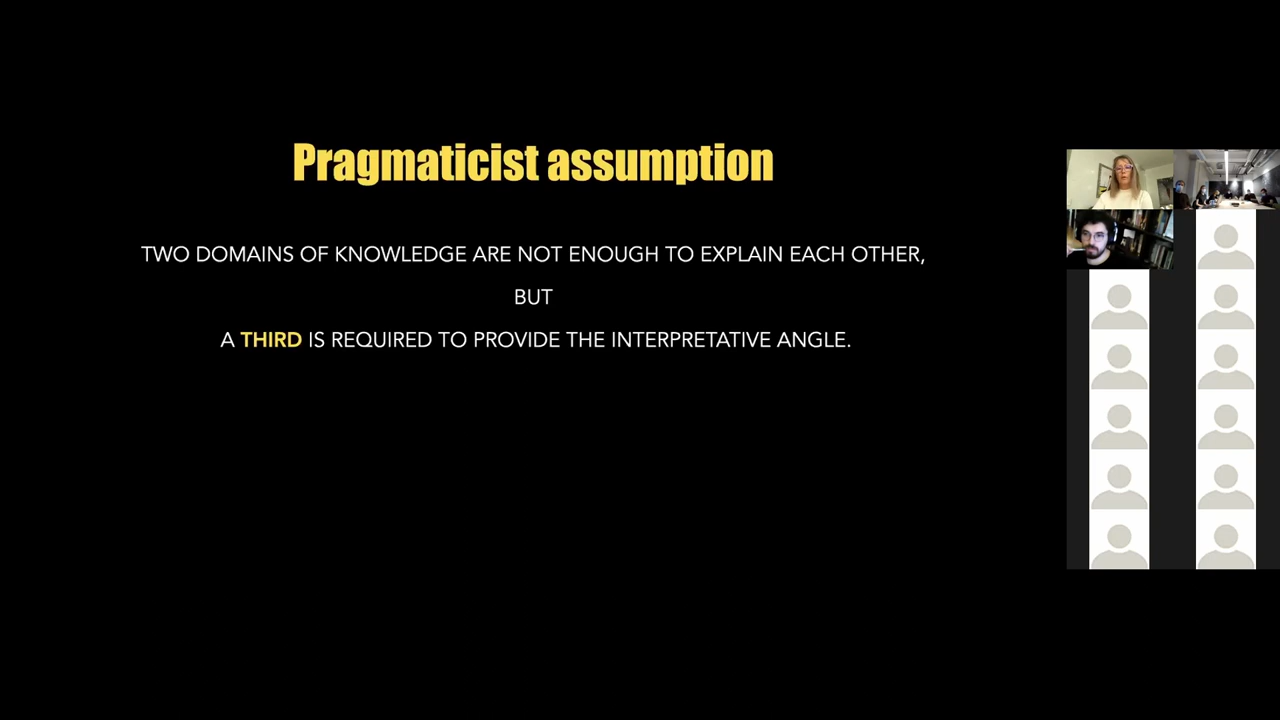 Pragmaticist assumption
TWO DOMAINS OF KNOWLEDGE ARE NOT ENOUGH TO EXPLAIN EACH OTHER,
BUT
A THIRD IS REQUIRED TO PROVIDE THE INTERPRETATIVE ANGLE.